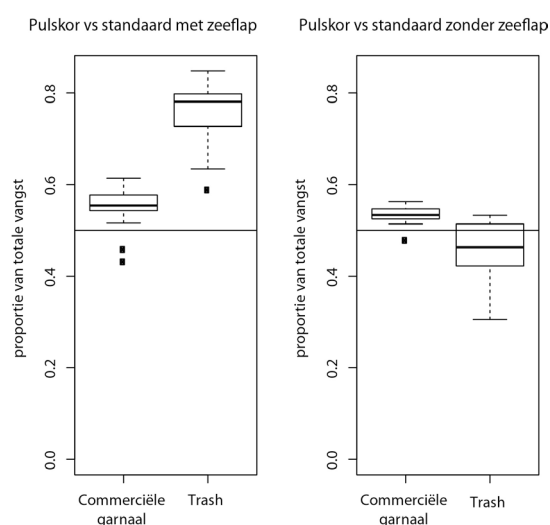 Pulskor vs standaard met zeeflap
proportie van totale vangst
0.8
0.6
0.4
0.2
0.0
Commerciële
garnaal
Trash
Pulskor vs standaard zonder zeeflap
proportie van totale vangst
0.8
0.6
0.4
0.2
0.0
Commerciële
garnaal
Trash